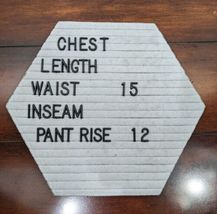 CHEST
LENGTH
WAIST 15
INSEAM
PANT RISE 12